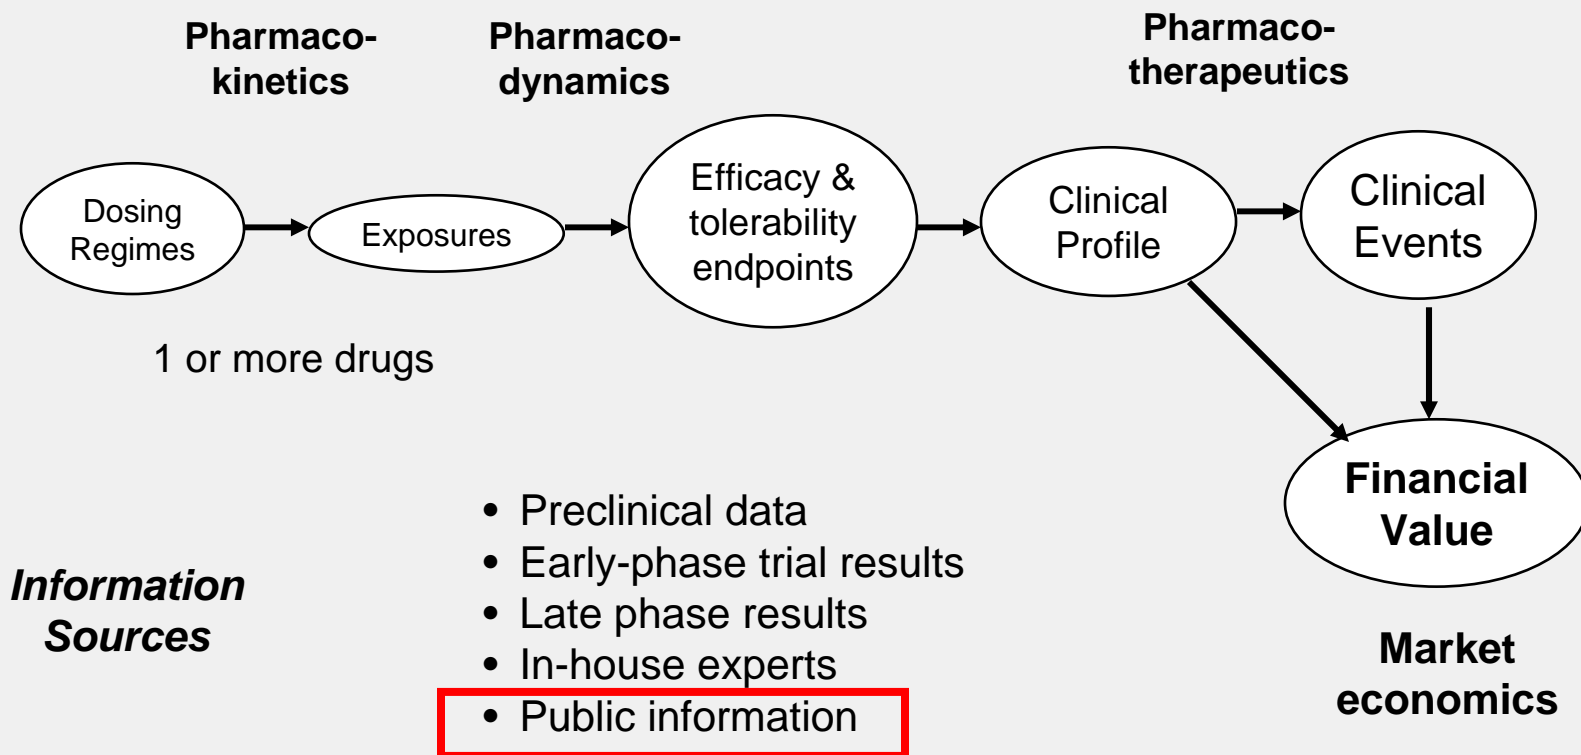 Pharmaco-
kinetics
Pharmaco-
dynamics
Pharmaco-
therapeutics
Dosing
Regimes
Exposures
Efficacy &
tolerability
endpoints
Clinical
Profile
Clinical
Events
1 or more drugs
Financial
Value
Information
Sources
• Preclinical data
• Early-phase trial results
• Late phase results
• In-house experts
• Public information
Market
economics